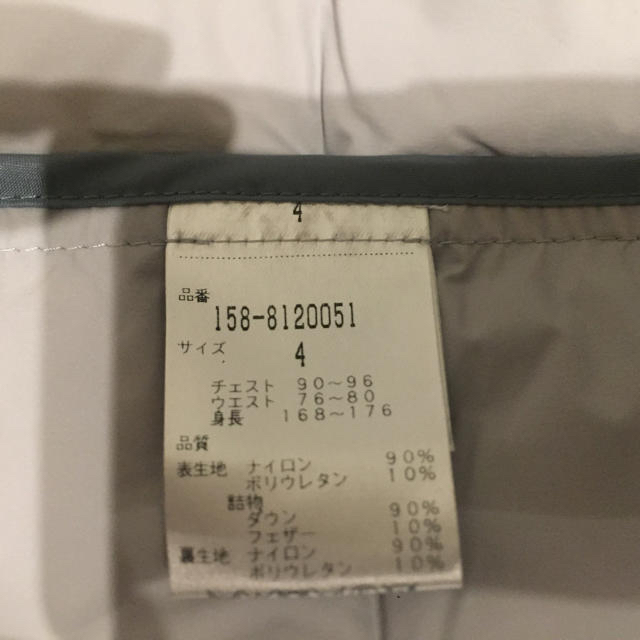 4
品番
158-8120051
サイズ
4
チェスト 90～96
ウエスト 76～80
身長 168～176
品質
表生地 ナイロン 90%
ポリウレタン 10%
詰物
ダウン 90%
フェザー 10%
裏生地 ナイロン 90%
ポリウレタン 10%